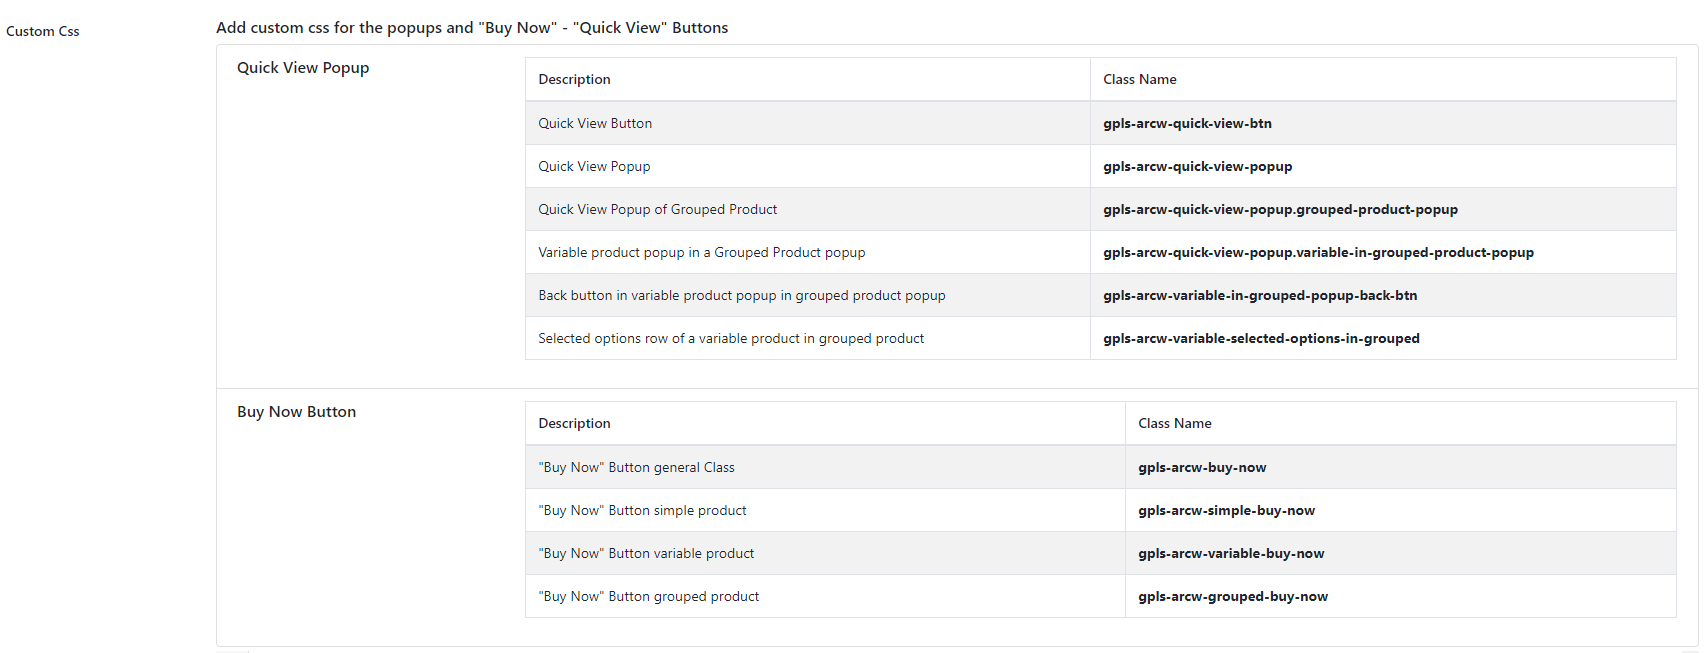 Custom Css
Add custom css for the popups and "Buy Now" - "Quick View" Buttons
Quick View Popup
Description Class Name
Quick View Button gpls-arcw-quick-view-btn
Quick View Popup gpls-arcw-quick-view-popup
Quick View Popup of Grouped Product gpls-arcw-quick-view-popup.grouped-product-popup
Variable product popup in a Grouped Product popup gpls-arcw-quick-view-popup.variable-in-grouped-product-popup
Back button in variable product popup in grouped product popup gpls-arcw-variable-in-grouped-popup-back-btn
Selected options row of a variable product in grouped product gpls-arcw-variable-selected-options-in-grouped
Buy Now Button
Description Class Name
"Buy Now" Button general Class gpls-arcw-buy-now
"Buy Now" Button simple product gpls-arcw-simple-buy-now
"Buy Now" Button variable product gpls-arcw-variable-buy-now
"Buy Now" Button grouped product gpls-arcw-grouped-buy-now